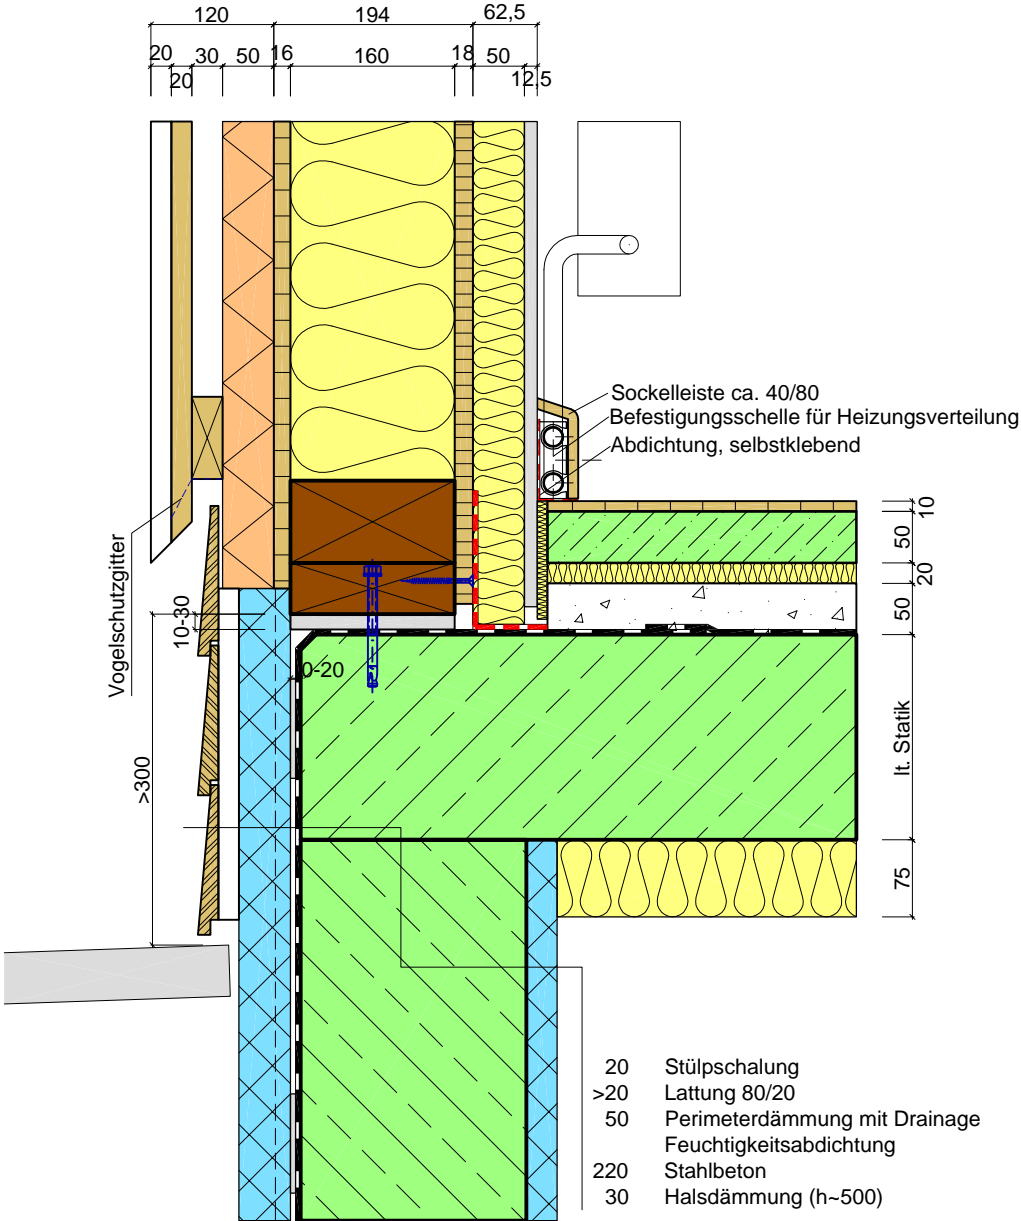 120 194 62,5
20 30 50 16 160 18 50
20 12,5
Sockelleiste ca. 40/80
Befestigungsschelle für Heizungsverteilung
Abdichtung, selbstklebend
10
50
20
50
Vogelschutzgitter
10-30
0-20
>300
lt. Statik
75
20 Stülpschalung
>20 Lattung 80/20
50 Perimeterdämmung mit Drainage
Feuchtigkeitsabdichtung
220 Stahlbeton
30 Halsdämmung (h~500)